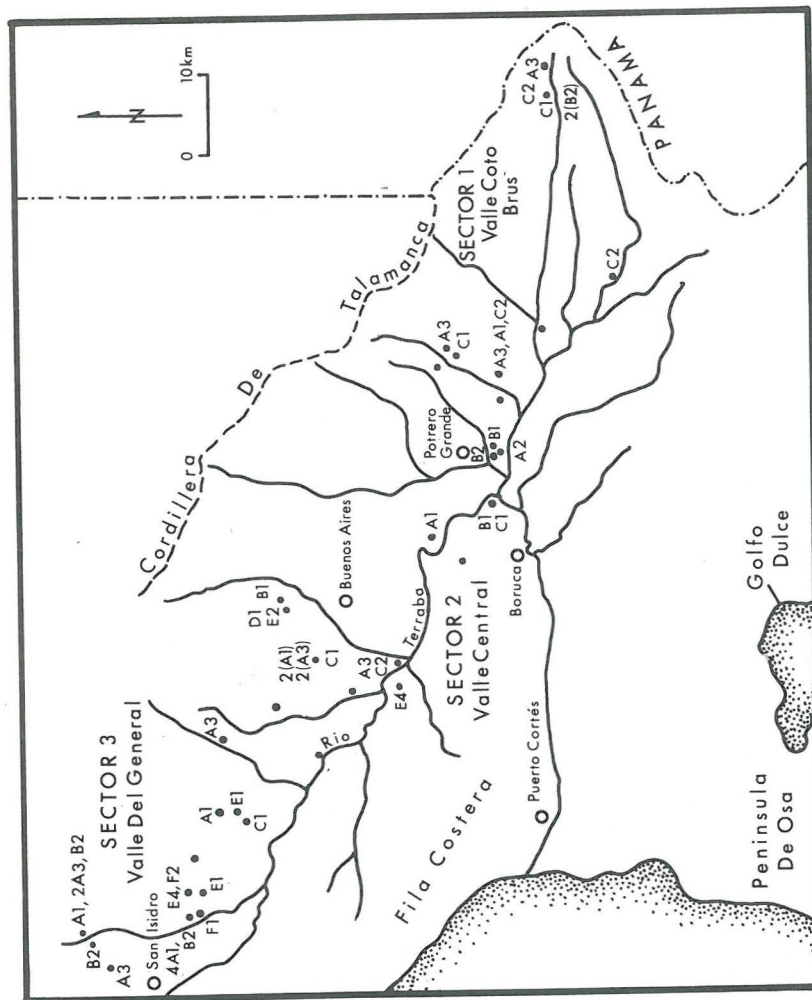 0 10km
N
Cordillera De Talamanca
PANAMA
SECTOR 1
Valle Coto
Brus
C2 A3
C1
2(B2)
C2
A3
C1
A3, A1, C2
Potrero
Grande
B2
B1
A2
B1
C1
A1
Buenos Aires
Boruca
Terraba
SECTOR 2
Valle Central
D1 B1
E2
2(A1)
2(A3)
C1
A3
C2
E4
SECTOR 3
Valle Del General
A3
Rio
A1
E1
C1
A1, 2A3, B2
B2
A3
San Isidro
4A1,
B2
E4, F2
E1
F1
Fila Costera
Puerto Cortés
Golfo
Dulce
Peninsula
De Osa